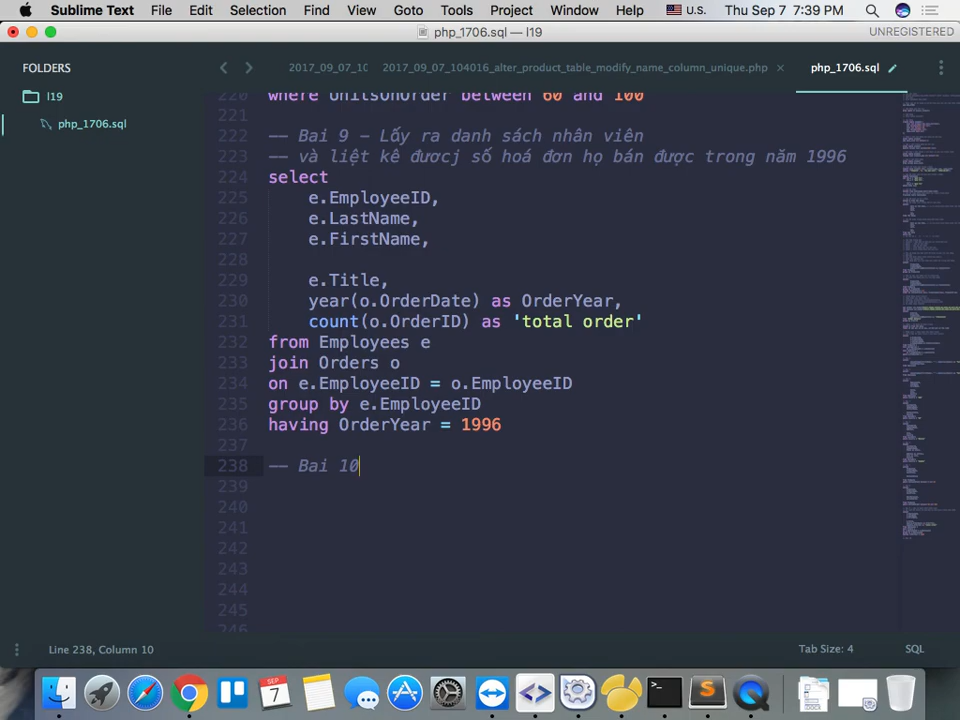 Sublime Text File Edit Selection Find View Goto Tools Project Window Help U.S. Thu Sep 7 7:39 PM
php_1706.sql — l19 UNREGISTERED
FOLDERS
l19
php_1706.sql
2017_09_07_10 2017_09_07_104016_alter_product_table_modify_name_column_unique.php × php_1706.sql
220 where UnitsOnOrder between 60 and 100
221
222 -- Bai 9 - Lấy ra danh sách nhân viên
223 -- và liệt kê đươcj số hoá đơn họ bán được trong năm 1996
224 select
225 e.EmployeeID,
226 e.LastName,
227 e.FirstName,
228
229 e.Title,
230 year(o.OrderDate) as OrderYear,
231 count(o.OrderID) as 'total order'
232 from Employees e
233 join Orders o
234 on e.EmployeeID = o.EmployeeID
235 group by e.EmployeeID
236 having OrderYear = 1996
237
238 -- Bai 10
239
240
241
242
243
244
245
246
Line 238, Column 10 Tab Size: 4 SQL
SEP
7